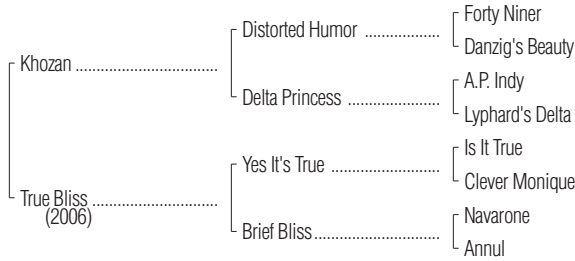 Forty Niner
Distorted Humor ..................
Danzig's Beauty
Khozan ...................................
A.P. Indy
Delta Princess .....................
Lyphard's Delta
Is It True
Yes It's True .........................
Clever Monique
True Bliss ..............................
(2006)
Navarone
Brief Bliss.............................
Annul